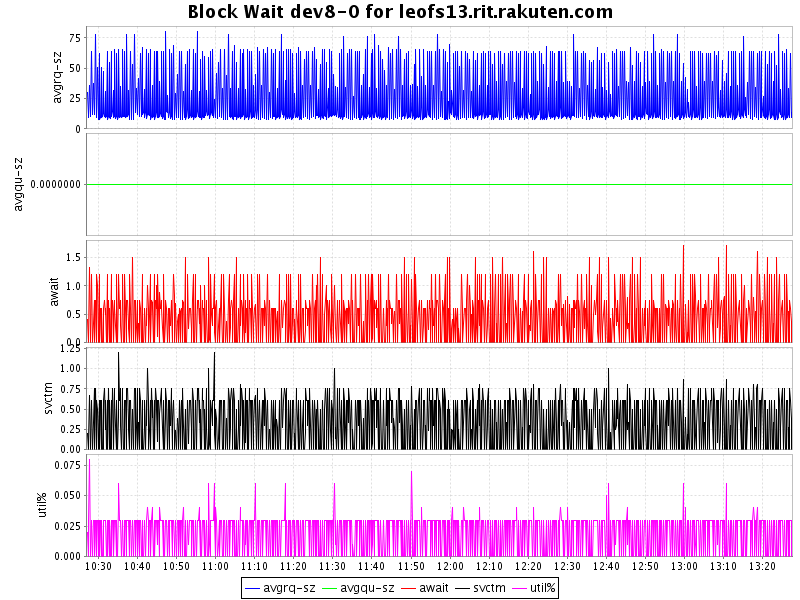 Block Wait dev8-0 for leofs13.rit.rakuten.com
avgrq-sz
75
50
25
0
avgqu-sz
0.0000000
await
1.5
1.0
0.5
0.0
svctm
1.25
1.00
0.75
0.50
0.25
0.00
util%
0.075
0.050
0.025
0.000
10:30 10:40 10:50 11:00 11:10 11:20 11:30 11:40 11:50 12:00 12:10 12:20 12:30 12:40 12:50 13:00 13:10 13:20
avgrq-sz avgqu-sz await svctm util%